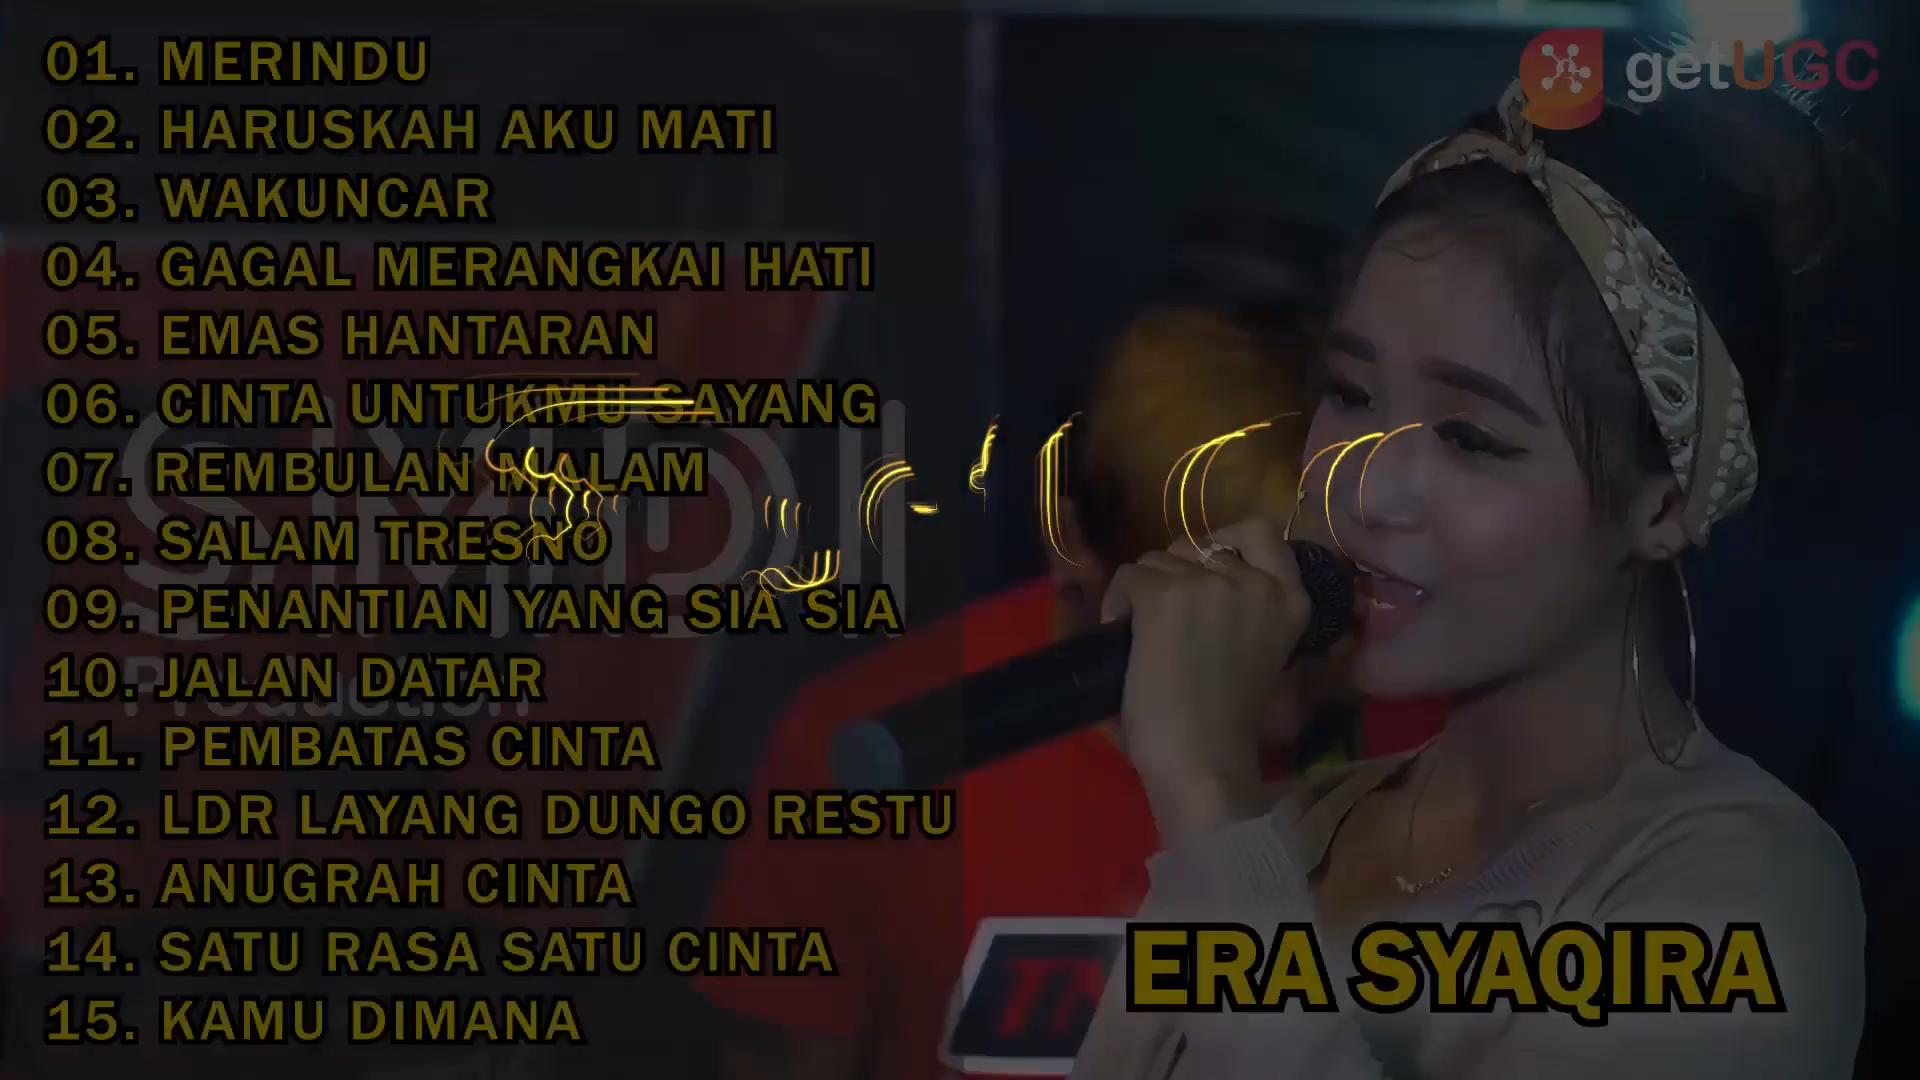 01. MERINDU
02. HARUSKAH AKU MATI
03. WAKUNCAR
04. GAGAL MERANGKAI HATI
05. EMAS HANTARAN
06. CINTA UNTUKMU SAYANG
07. REMBULAN MALAM
08. SALAM TRESNO
09. PENANTIAN YANG SIA SIA
10. JALAN DATAR
11. PEMBATAS CINTA
12. LDR LAYANG DUNGO RESTU
13. ANUGRAH CINTA
14. SATU RASA SATU CINTA
15. KAMU DIMANA
getUGC
Production
ERA SYAQIRA